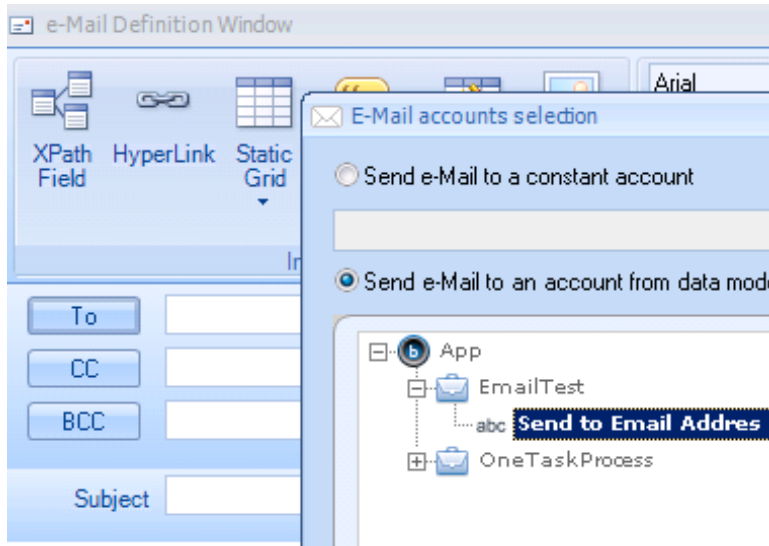 e-Mail Definition Window
Arial
E-Mail accounts selection
XPath Field
HyperLink
Static Grid
Send e-Mail to a constant account
Send e-Mail to an account from data mod
To
App
CC
EmailTest
BCC
abc Send to Email Addres
OneTaskProcess
Subject